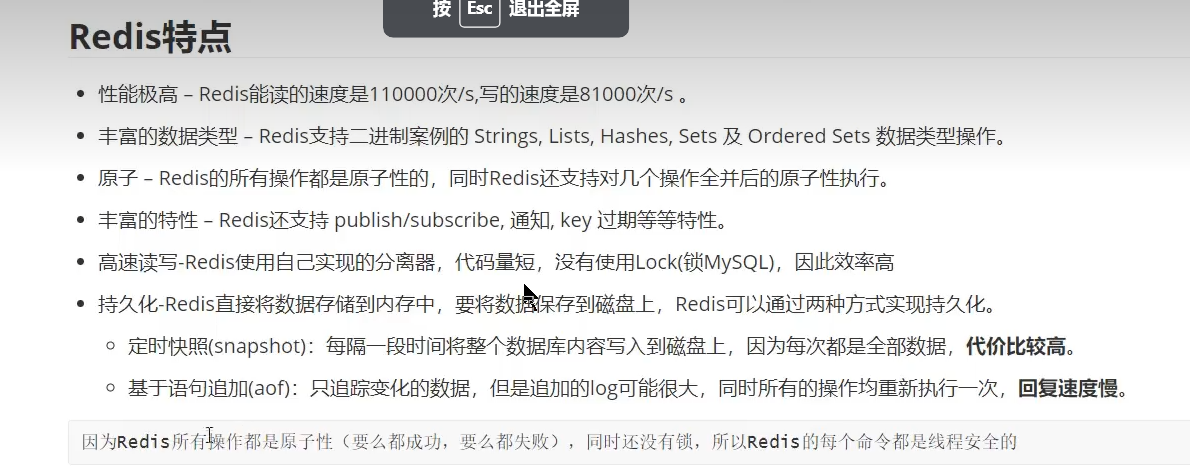 按 Esc 退出全屏
Redis特点
性能极高 – Redis能读的速度是110000次/s,写的速度是81000次/s 。
丰富的数据类型 – Redis支持二进制案例的 Strings, Lists, Hashes, Sets 及 Ordered Sets 数据类型操作。
原子 – Redis的所有操作都是原子性的，同时Redis还支持对几个操作全并后的原子性执行。
丰富的特性 – Redis还支持 publish/subscribe, 通知, key 过期等等特性。
高速读写-Redis使用自己实现的分离器，代码量短，没有使用Lock(锁MySQL)，因此效率高
持久化-Redis直接将数据存储到内存中，要将数据保存到磁盘上，Redis可以通过两种方式实现持久化。
定时快照(snapshot)：每隔一段时间将整个数据库内容写入到磁盘上，因为每次都是全部数据，代价比较高。
基于语句追加(aof)：只追踪变化的数据，但是追加的log可能很大，同时所有的操作均重新执行一次，回复速度慢。
因为Redis所有操作都是原子性（要么都成功，要么都失败），同时还没有锁，所以Redis的每个命令都是线程安全的